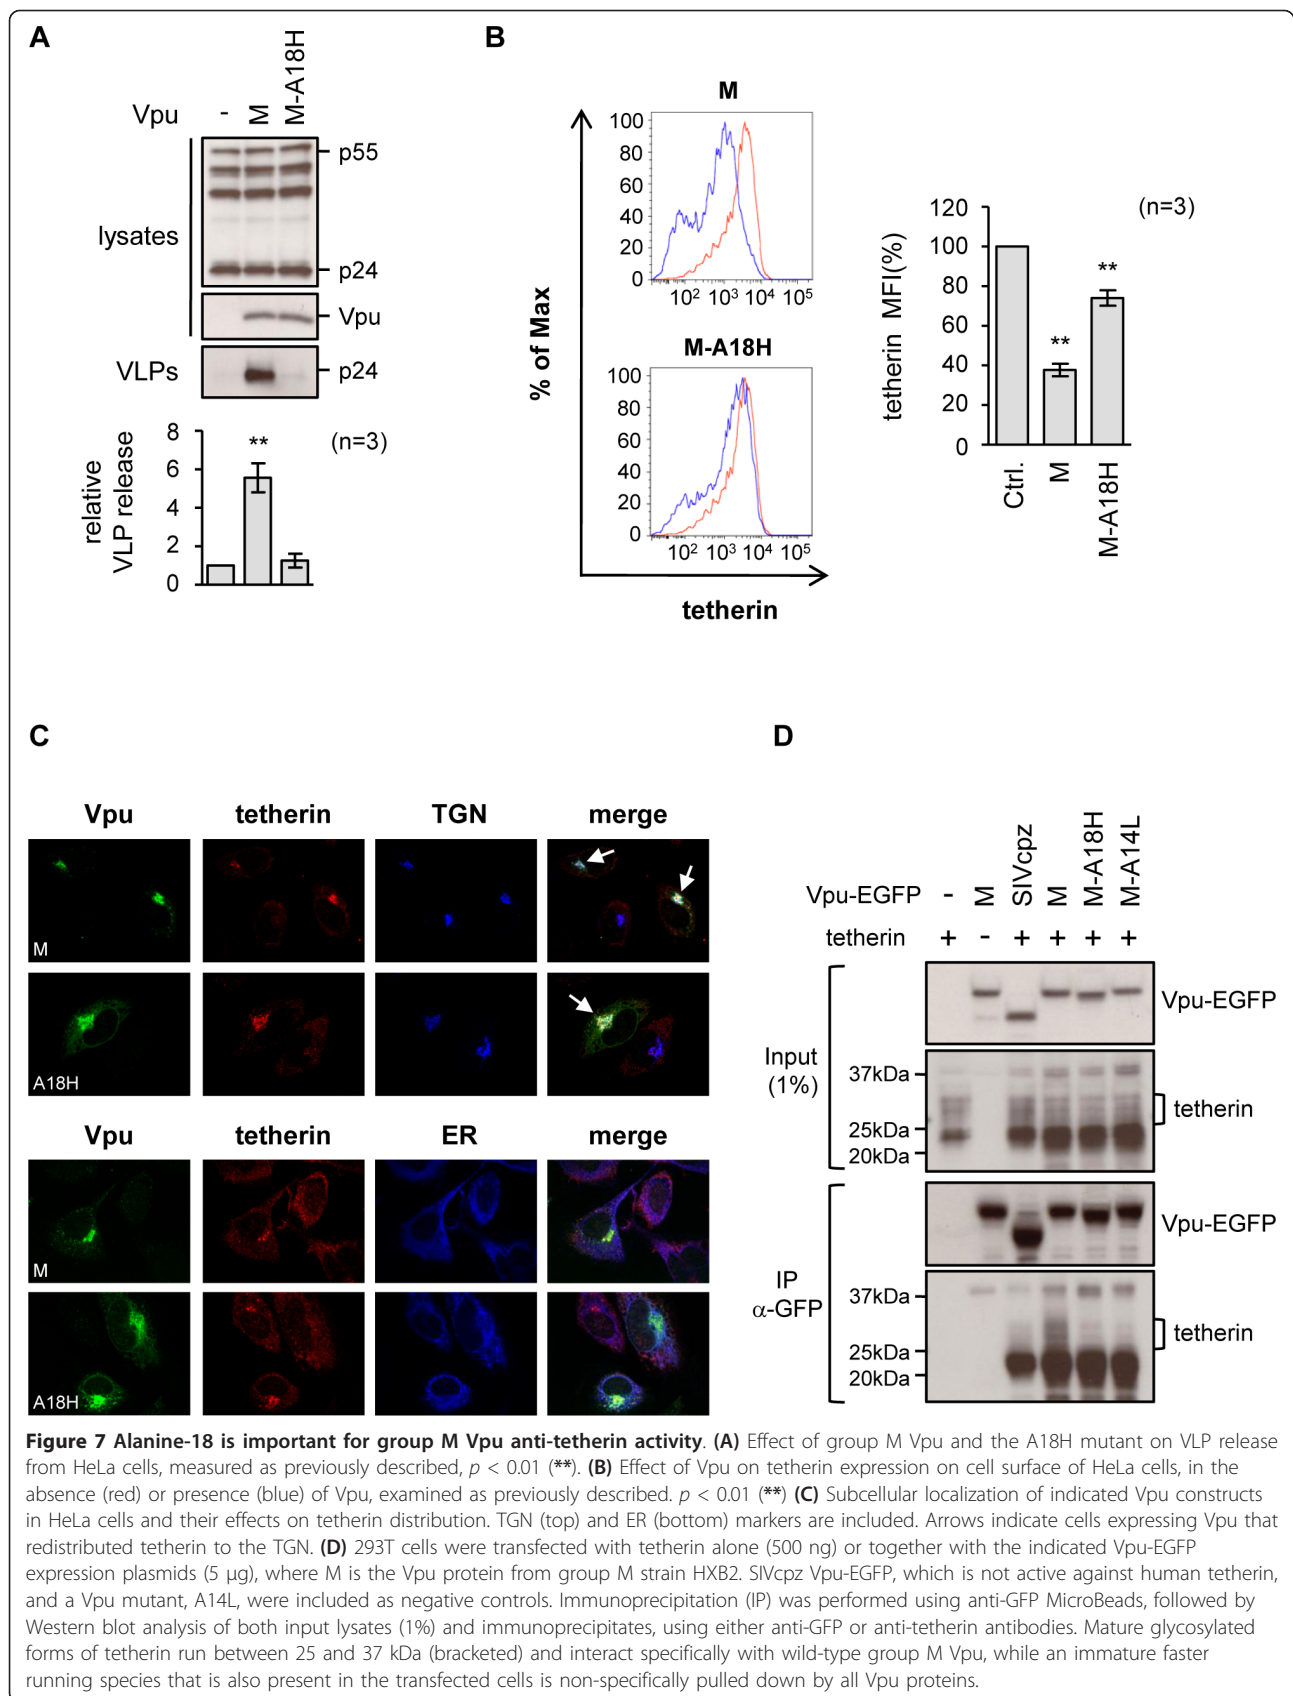 A
Vpu - M M-A18H
p55
lysates
p24
Vpu
VLPs p24
relative
VLP release
8
6
4
2
0
**
(n=3)
B
M
100
80
60
40
20
0
10² 10³ 10⁴ 10⁵
M-A18H
100
80
60
40
20
0
10² 10³ 10⁴ 10⁵
% of Max
tetherin
tetherin MFI(%)
120
100
80
60
40
20
0
**
**
(n=3)
Ctrl.
M
M-A18H
C
Vpu tetherin TGN merge
M
A18H
Vpu tetherin ER merge
M
A18H
D
Vpu-EGFP - M SIVcpz M M-A18H M-A14L
tetherin + - + + + +
Vpu-EGFP
Input
(1%)
37kDa
25kDa
20kDa
tetherin
Vpu-EGFP
IP
α-GFP
37kDa
25kDa
20kDa
tetherin
Figure 7 Alanine-18 is important for group M Vpu anti-tetherin activity. (A) Effect of group M Vpu and the A18H mutant on VLP release
from HeLa cells, measured as previously described, p < 0.01 (**). (B) Effect of Vpu on tetherin expression on cell surface of HeLa cells, in the
absence (red) or presence (blue) of Vpu, examined as previously described. p < 0.01 (**) (C) Subcellular localization of indicated Vpu constructs
in HeLa cells and their effects on tetherin distribution. TGN (top) and ER (bottom) markers are included. Arrows indicate cells expressing Vpu that
redistributed tetherin to the TGN. (D) 293T cells were transfected with tetherin alone (500 ng) or together with the indicated Vpu-EGFP
expression plasmids (5 μg), where M is the Vpu protein from group M strain HXB2. SIVcpz Vpu-EGFP, which is not active against human tetherin,
and a Vpu mutant, A14L, were included as negative controls. Immunoprecipitation (IP) was performed using anti-GFP MicroBeads, followed by
Western blot analysis of both input lysates (1%) and immunoprecipitates, using either anti-GFP or anti-tetherin antibodies. Mature glycosylated
forms of tetherin run between 25 and 37 kDa (bracketed) and interact specifically with wild-type group M Vpu, while an immature faster
running species that is also present in the transfected cells is non-specifically pulled down by all Vpu proteins.